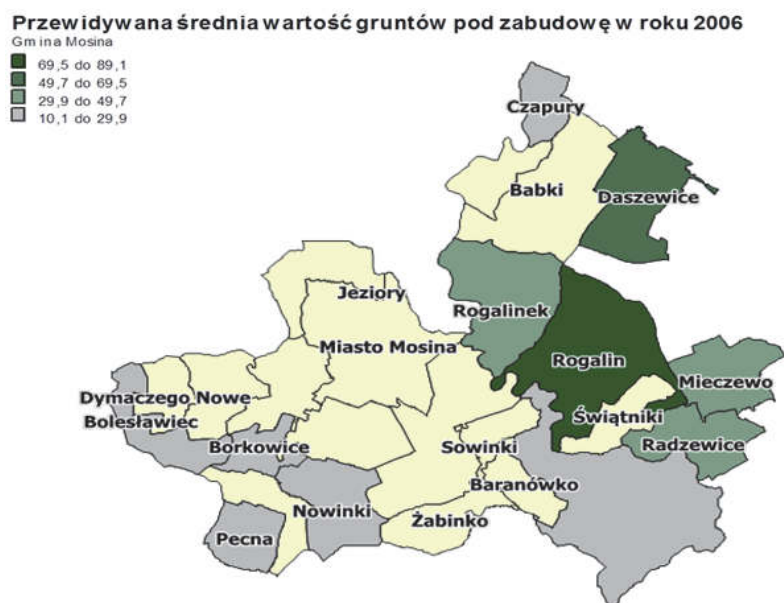 Przewidywana średnia wartość gruntów pod zabudowę w roku 2006
Gmina Mosina
69,5 do 89,1
49,7 do 69,5
29,9 do 49,7
10,1 do 29,9
Czapury
Babki
Daszewice
Jeziory
Rogalinek
Miasto Mosina
Rogalin
Mieczewo
Dymaczego Nowe
Świątniki
Bolesławiec
Borkowice
Sowinki
Radzewice
Baranówko
Nowinki
Żabinko
Pecna